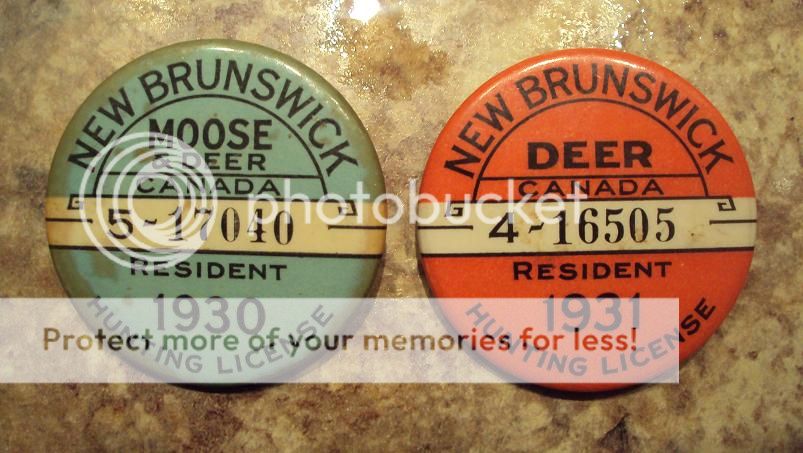 NEW BRUNSWICK
MOOSE
& DEER
CANADA
5-17040
RESIDENT
1930
HUNTING LICENSE
NEW BRUNSWICK
DEER
CANADA
4-16505
RESIDENT
1931
HUNTING LICENSE
photobucket
Protect more of your memories for less!